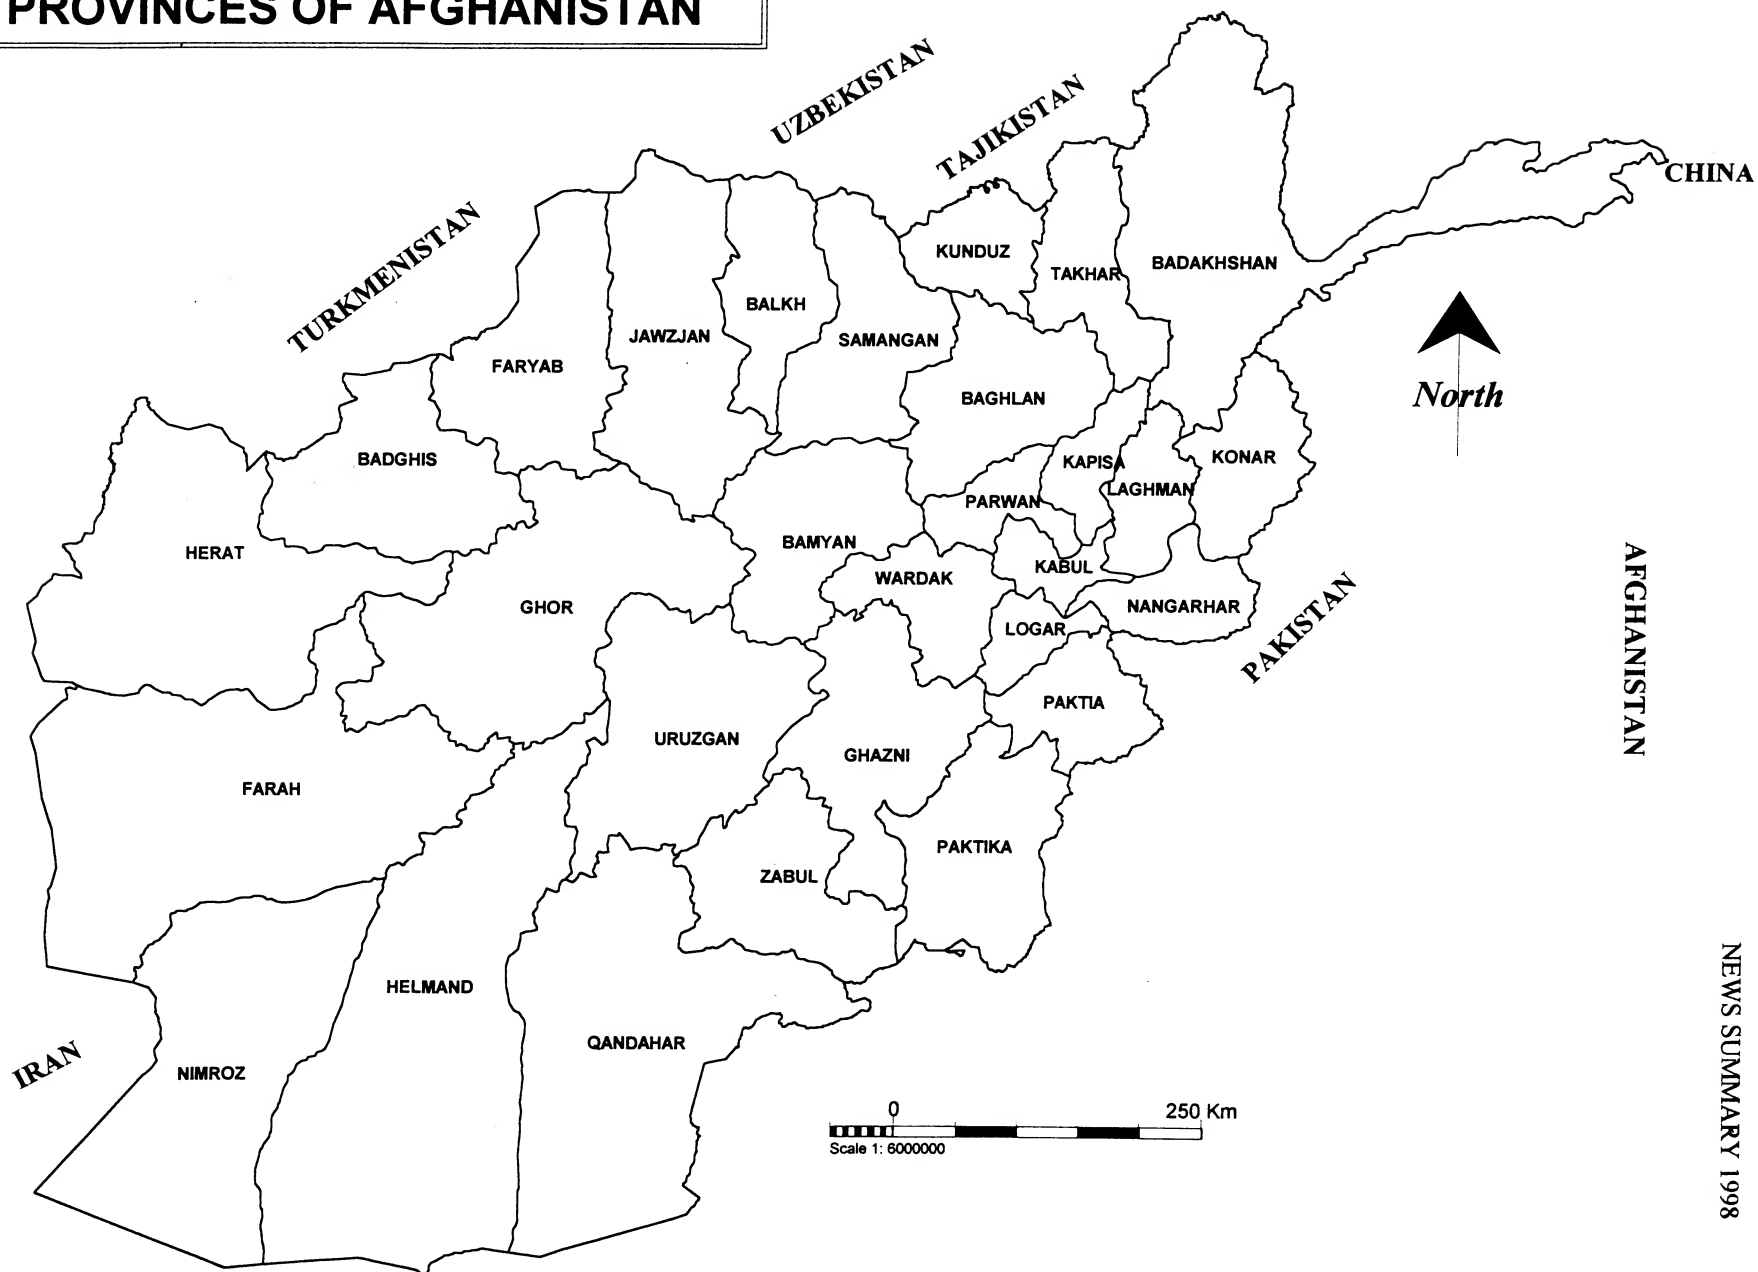 PROVINCES OF AFGHANISTAN
UZBEKISTAN
TAJIKISTAN
CHINA
TURKMENISTAN
KUNDUZ
TAKHAR
BADAKHSHAN
BALKH
JAWZJAN
SAMANGAN
FARYAB
BAGHLAN
North
BADGHIS
KAPISA
KONAR
LAGHMAN
PARWAN
HERAT
BAMYAN
KABUL
WARDAK
GHOR
NANGARHAR
LOGAR
PAKISTAN
AFGHANISTAN
PAKTIA
URUZGAN
GHAZNI
FARAH
PAKTIKA
ZABUL
HELMAND
QANDAHAR
IRAN
NIMROZ
0 250 Km
Scale 1: 6000000
NEWS SUMMARY 1998